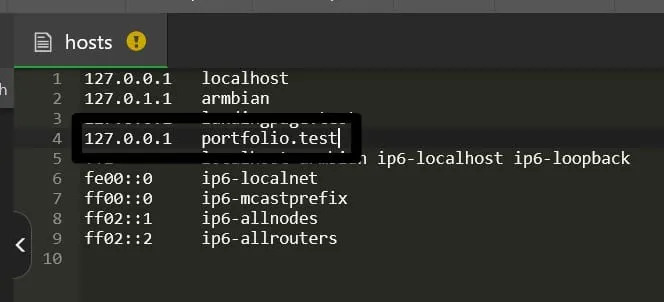 hosts
h
1 127.0.0.1 localhost
2 127.0.1.1 armbian
3
4 127.0.0.1 portfolio.test
5 ip6-localhost ip6-loopback
6 fe00::0 ip6-localnet
7 ff00::0 ip6-mcastprefix
8 ff02::1 ip6-allnodes
9 ff02::2 ip6-allrouters
10